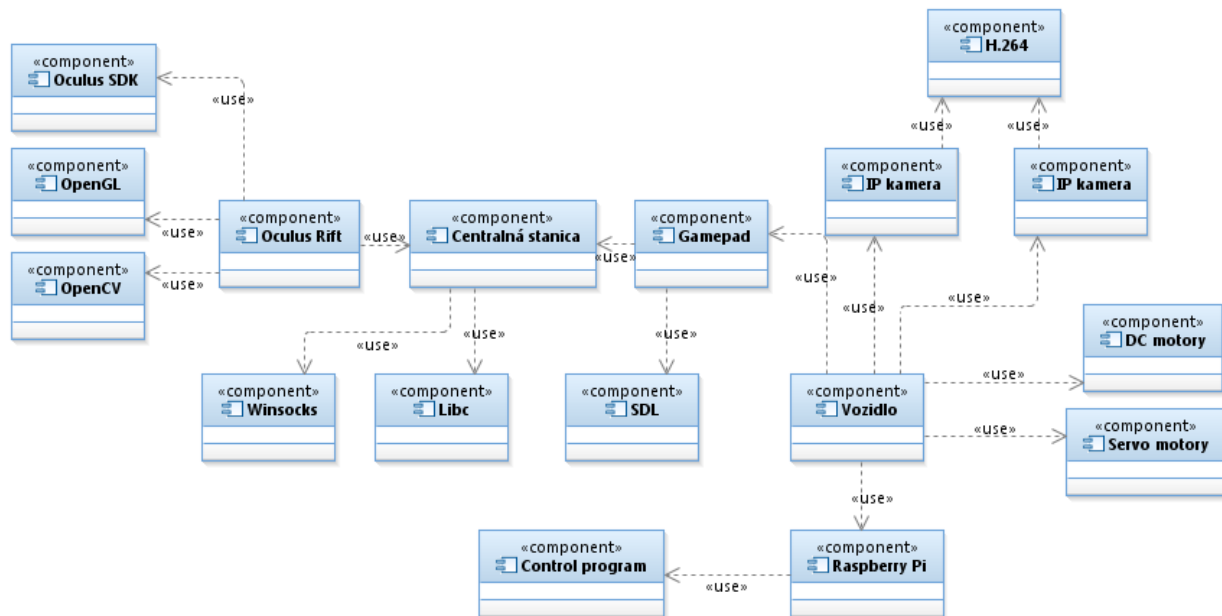 «component»
H.264
«component»
Oculus SDK
«use»
«use»
«use»
«component»
OpenGL
«component»
IP kamera
«component»
IP kamera
«use»
«component»
Oculus Rift
«use»
«component»
Centralná stanica
«use»
«component»
Gamepad
«component»
OpenCV
«use»
«use»
«use»
«use»
«use»
«use»
«use»
«component»
DC motory
«use»
«component»
Winsocks
«component»
Libc
«component»
SDL
«component»
Vozidlo
«use»
«use»
«component»
Servo motory
«use»
«component»
Control program
«component»
Raspberry Pi
«use»